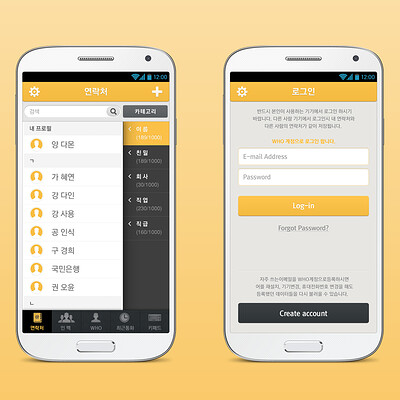 12:00
연락처
검색
카테고리
내 프로필
양 다온
ㄱ
가 혜연
강 다인
강 사용
공 인식
구 경희
국민은행
권 오윤
ㄴ
이 름
(189/1000)
친 밀
(189/1000)
회 사
(30/1000)
직 업
(230/1000)
직 급
(160/1000)
연락처
인 맥
WHO
최근통화
키패드
12:00
로그인
반드시 본인이 사용하는 기기에서 로그인 하시기
바랍니다. 다른 사람 기기에서 로그인시 내 연락처와
다른 사람의 연락처가 같이 저장됩니다.
WHO 계정으로 로그인 합니다.
E-mail Address
Password
Log-in
Forgot Password?
자주 쓰는이메일을 WHO계정으로등록하시면
어플 재설치, 기기변경, 휴대전화번호 변경을 해도
등록했던 데이터들을 다시 불러올 수 있습니다.
Create account